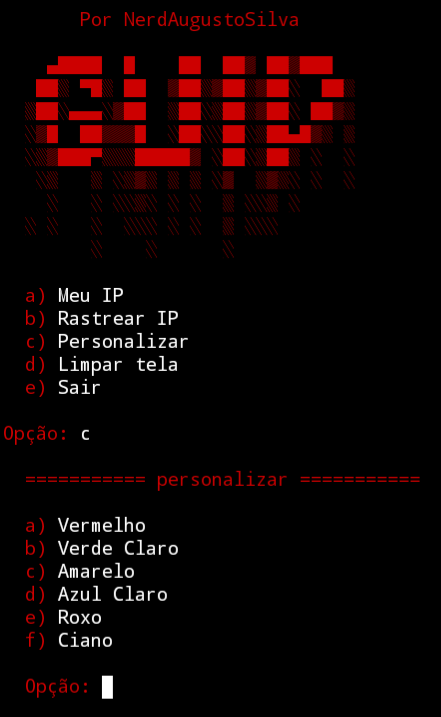 Por NerdAugustoSilva
a) Meu IP
b) Rastrear IP
c) Personalizar
d) Limpar tela
e) Sair
Opção: c
=========== personalizar ===========
a) Vermelho
b) Verde Claro
c) Amarelo
d) Azul Claro
e) Roxo
f) Ciano
Opção: